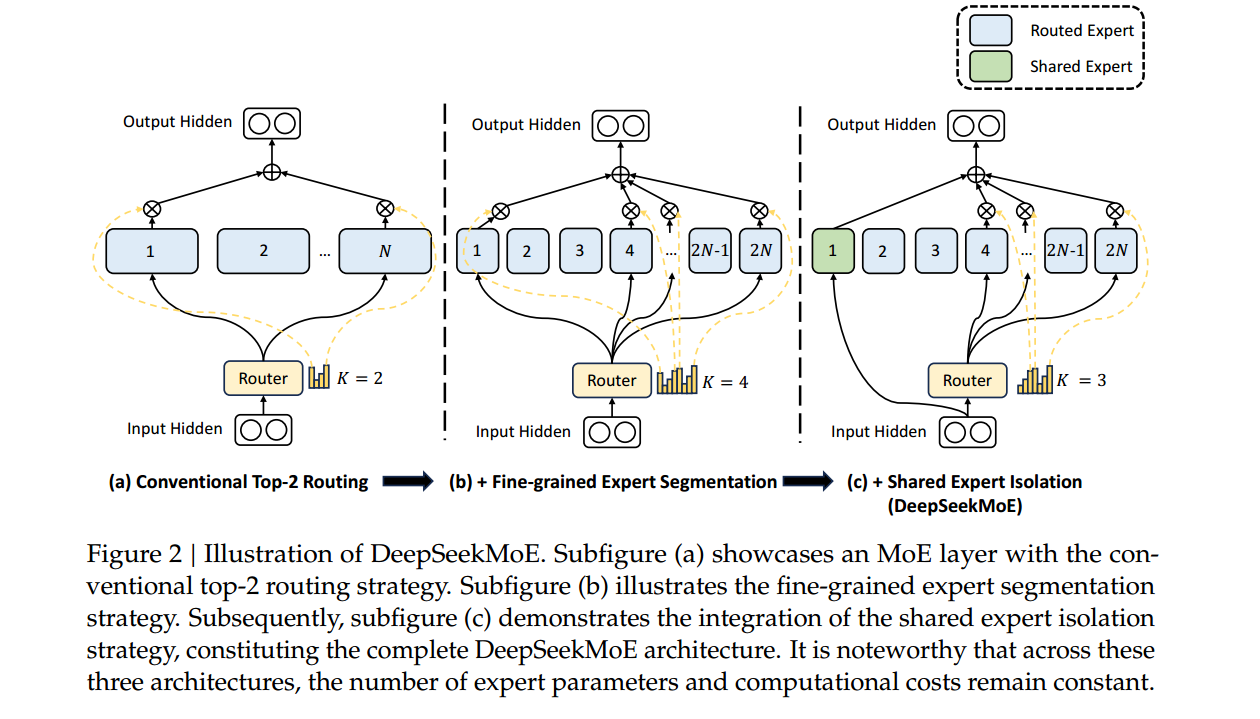 Routed Expert
Shared Expert
Output Hidden
1
2
...
N
Router
K = 2
Input Hidden
(a) Conventional Top-2 Routing
Output Hidden
1
2
3
4
...
2N-1
2N
Router
K = 4
Input Hidden
(b) + Fine-grained Expert Segmentation
Output Hidden
1
2
3
4
...
2N-1
2N
Router
K = 3
Input Hidden
(c) + Shared Expert Isolation
(DeepSeekMoE)
Figure 2 | Illustration of DeepSeekMoE. Subfigure (a) showcases an MoE layer with the con-
ventional top-2 routing strategy. Subfigure (b) illustrates the fine-grained expert segmentation
strategy. Subsequently, subfigure (c) demonstrates the integration of the shared expert isolation
strategy, constituting the complete DeepSeekMoE architecture. It is noteworthy that across these
three architectures, the number of expert parameters and computational costs remain constant.